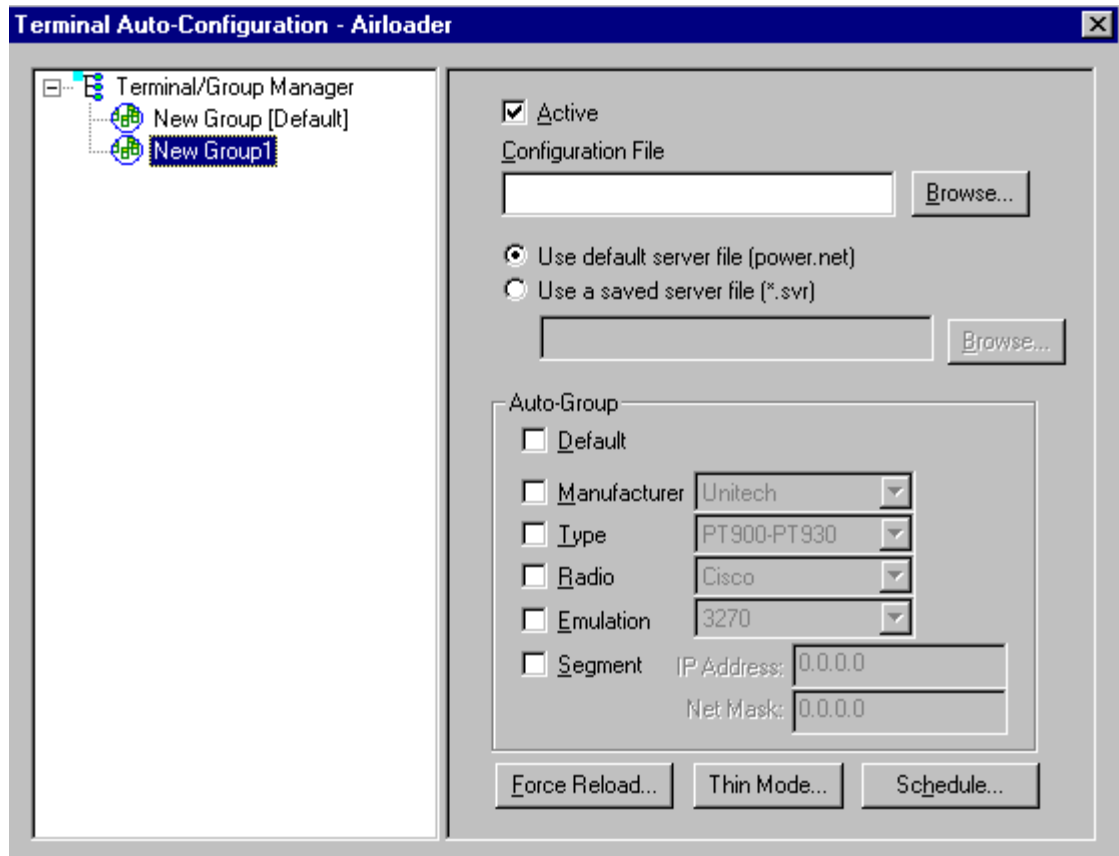 Terminal Auto-Configuration - Airloader
Terminal/Group Manager
New Group [Default]
New Group1
Active
Configuration File
Browse...
Use default server file (power.net)
Use a saved server file (*.svr)
Browse...
Auto-Group
Default
Manufacturer Unitech
Type PT900-PT930
Radio Cisco
Emulation 3270
Segment IP Address: 0.0.0.0
Net Mask: 0.0.0.0
Force Reload... Thin Mode... Schedule...